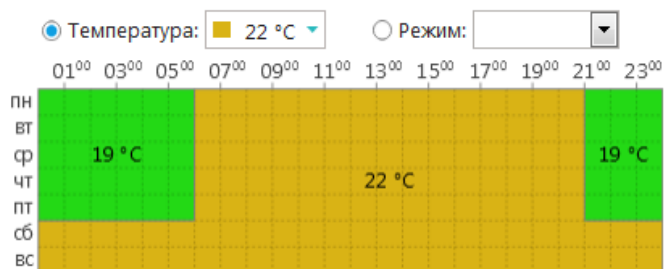 Температура: 22 °C Режим:
01⁰⁰ 03⁰⁰ 05⁰⁰ 07⁰⁰ 09⁰⁰ 11⁰⁰ 13⁰⁰ 15⁰⁰ 17⁰⁰ 19⁰⁰ 21⁰⁰ 23⁰⁰
пн
вт
ср 19 °C 19 °C
чт 22 °C
пт
сб
вс